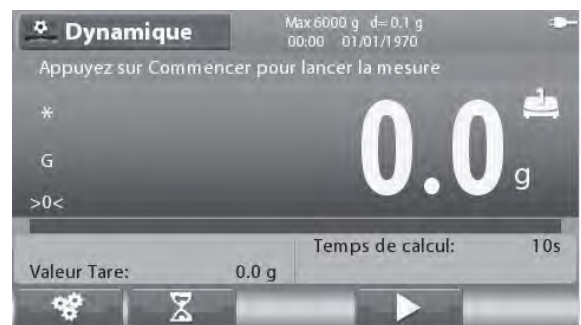 Dynamique
Max 6000 g d= 0.1 g
00:00 01/01/1970
Appuyez sur Commencer pour lancer la mesure
1
*
G
>0<
0.0 g
Temps de calcul: 10s
Valeur Tare: 0.0 g